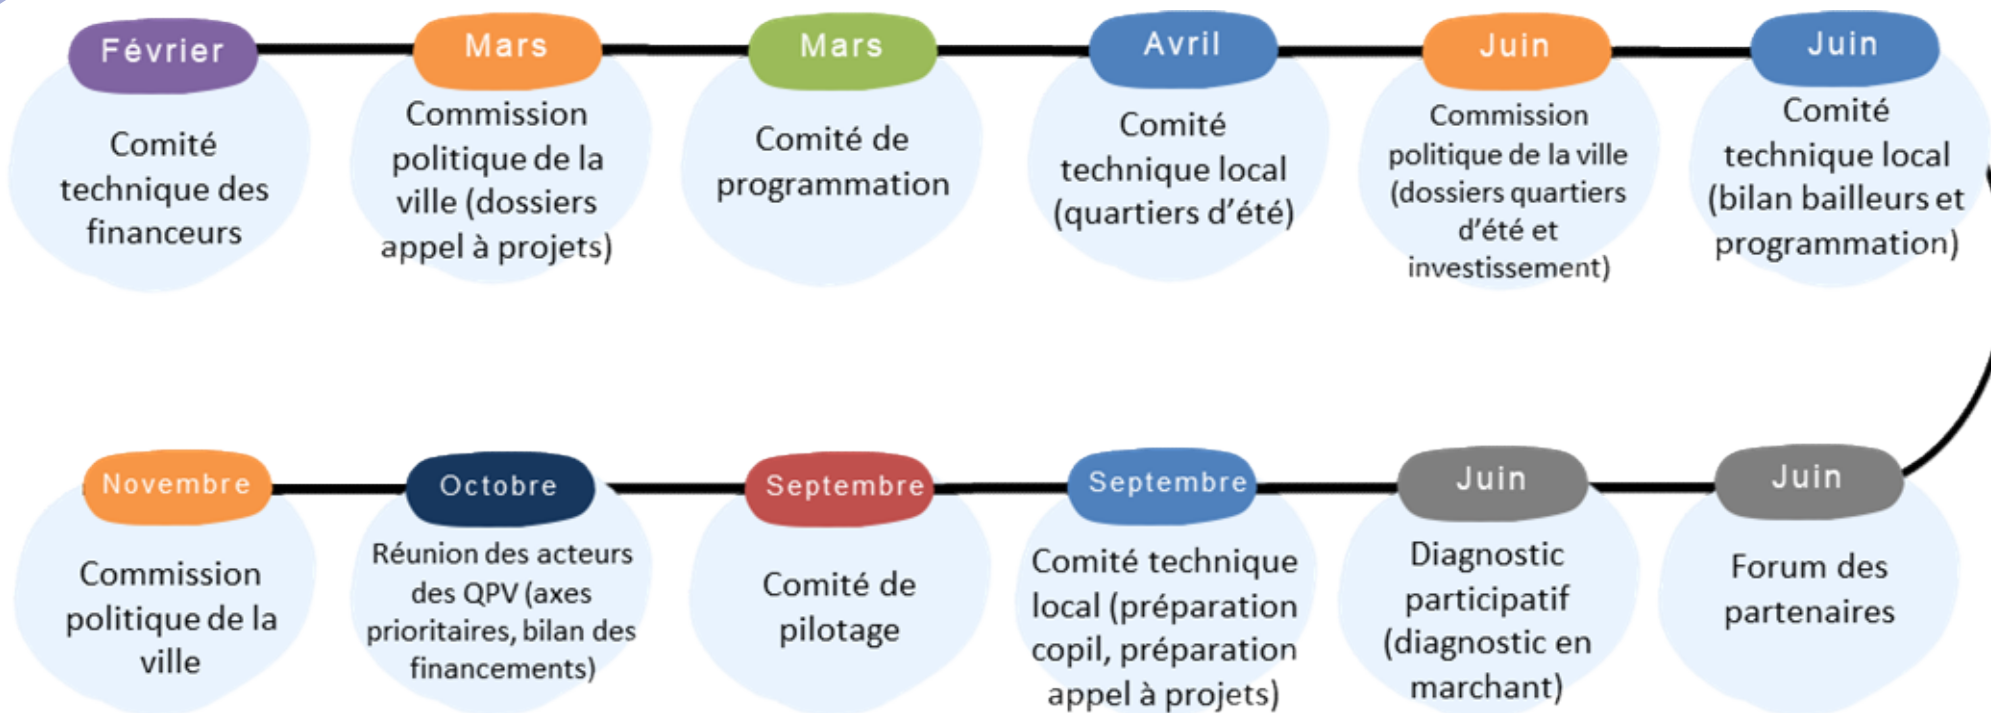 Février
Comité
technique des
financeurs
Mars
Commission
politique de la
ville (dossiers
appel à projets)
Mars
Comité de
programmation
Avril
Comité
technique local
(quartiers d'été)
Juin
Commission
politique de la ville
(dossiers quartiers
d'été et
investissement)
Juin
Comité
technique local
(bilan bailleurs et
programmation)
Juin
Forum des
partenaires
Juin
Diagnostic
participatif
(diagnostic en
marchant)
Septembre
Comité technique
local (préparation
copil, préparation
appel à projets)
Septembre
Comité de
pilotage
Octobre
Réunion des acteurs
des QPV (axes
prioritaires, bilan des
financements)
Novembre
Commission
politique de la
ville